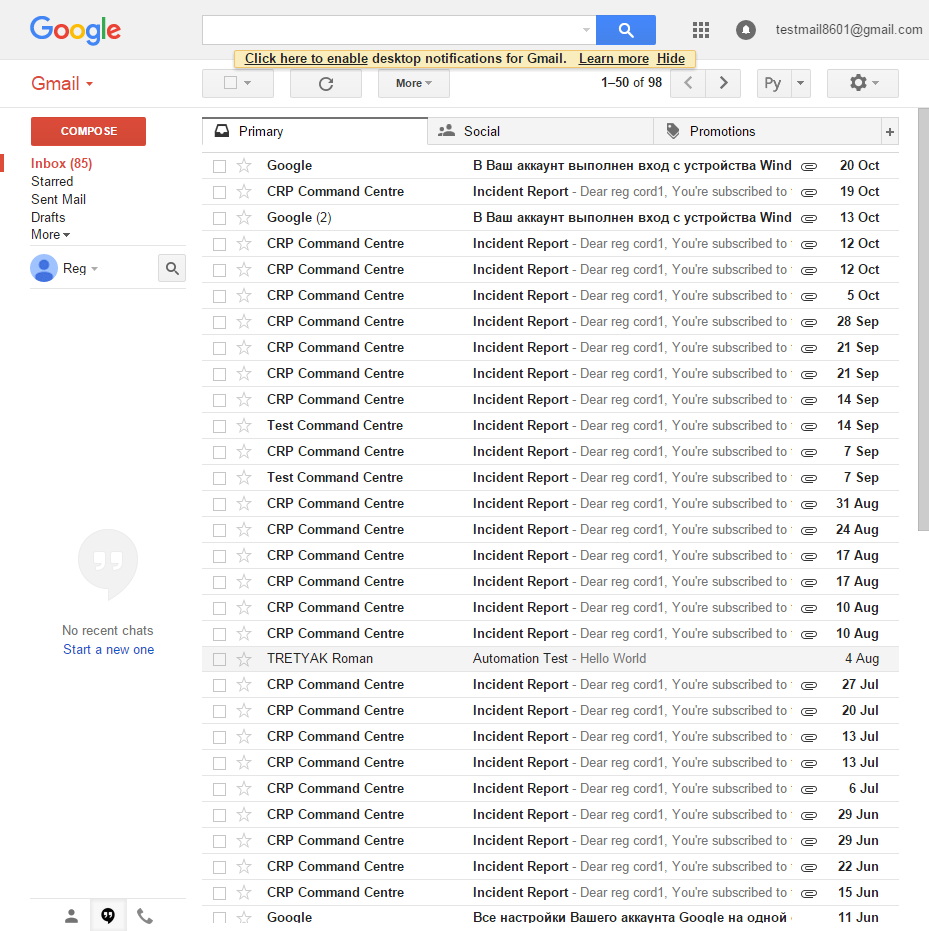 Google
testmail8601@gmail.com
Click here to enable desktop notifications for Gmail. Learn more Hide
Gmail
More
1–50 of 98
Ру
COMPOSE
Inbox (85)
Starred
Sent Mail
Drafts
More
Reg
No recent chats
Start a new one
Primary
Social
Promotions
+
Google В Ваш аккаунт выполнен вход с устройства Wind 20 Oct
CRP Command Centre Incident Report - Dear reg cord1, You're subscribed to 19 Oct
Google (2) В Ваш аккаунт выполнен вход с устройства Wind 13 Oct
CRP Command Centre Incident Report - Dear reg cord1, You're subscribed to 12 Oct
CRP Command Centre Incident Report - Dear reg cord1, You're subscribed to 12 Oct
CRP Command Centre Incident Report - Dear reg cord1, You're subscribed to 5 Oct
CRP Command Centre Incident Report - Dear reg cord1, You're subscribed to 28 Sep
CRP Command Centre Incident Report - Dear reg cord1, You're subscribed to 21 Sep
CRP Command Centre Incident Report - Dear reg cord1, You're subscribed to 21 Sep
CRP Command Centre Incident Report - Dear reg cord1, You're subscribed to 14 Sep
Test Command Centre Incident Report - Dear reg cord1, You're subscribed to 14 Sep
CRP Command Centre Incident Report - Dear reg cord1, You're subscribed to 7 Sep
Test Command Centre Incident Report - Dear reg cord1, You're subscribed to 7 Sep
CRP Command Centre Incident Report - Dear reg cord1, You're subscribed to 31 Aug
CRP Command Centre Incident Report - Dear reg cord1, You're subscribed to 24 Aug
CRP Command Centre Incident Report - Dear reg cord1, You're subscribed to 17 Aug
CRP Command Centre Incident Report - Dear reg cord1, You're subscribed to 17 Aug
CRP Command Centre Incident Report - Dear reg cord1, You're subscribed to 10 Aug
CRP Command Centre Incident Report - Dear reg cord1, You're subscribed to 10 Aug
TRETYAK Roman Automation Test - Hello World 4 Aug
CRP Command Centre Incident Report - Dear reg cord1, You're subscribed to 27 Jul
CRP Command Centre Incident Report - Dear reg cord1, You're subscribed to 20 Jul
CRP Command Centre Incident Report - Dear reg cord1, You're subscribed to 13 Jul
CRP Command Centre Incident Report - Dear reg cord1, You're subscribed to 13 Jul
CRP Command Centre Incident Report - Dear reg cord1, You're subscribed to 6 Jul
CRP Command Centre Incident Report - Dear reg cord1, You're subscribed to 29 Jun
CRP Command Centre Incident Report - Dear reg cord1, You're subscribed to 29 Jun
CRP Command Centre Incident Report - Dear reg cord1, You're subscribed to 22 Jun
CRP Command Centre Incident Report - Dear reg cord1, You're subscribed to 15 Jun
Google Все настройки Вашего аккаунта Google на одной 11 Jun